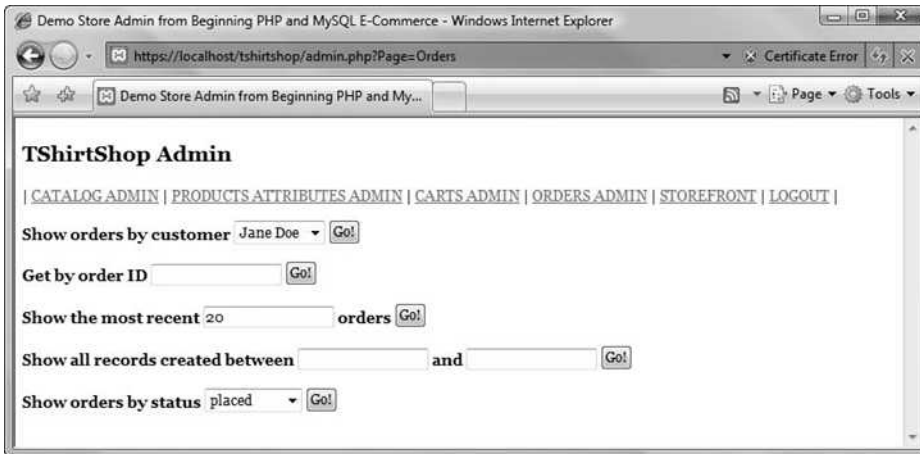 Demo Store Admin from Beginning PHP and MySQL E-Commerce - Windows Internet Explorer
https://localhost/tshirtshop/admin.php?Page=Orders Certificate Error
Demo Store Admin from Beginning PHP and My... Page Tools
TShirtShop Admin
| CATALOG ADMIN | PRODUCTS ATTRIBUTES ADMIN | CARTS ADMIN | ORDERS ADMIN | STOREFRONT | LOGOUT |
Show orders by customer Jane Doe Go!
Get by order ID Go!
Show the most recent 20 orders Go!
Show all records created between and Go!
Show orders by status placed Go!